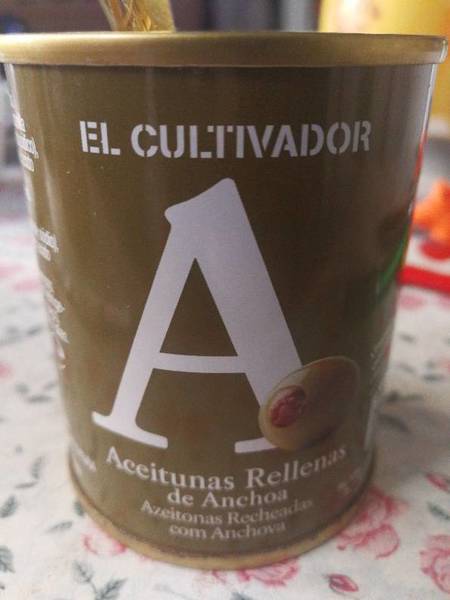 EL CULTIVADOR
A
Aceitunas Rellenas
de Anchoa
Azeitonas Recheadas
com Anchova